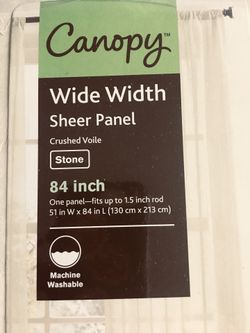 Canopy™
Wide Width
Sheer Panel
Crushed Voile
Stone
84 inch
One panel—fits up to 1.5 inch rod
51 in W x 84 in L (130 cm x 213 cm)
Machine
Washable